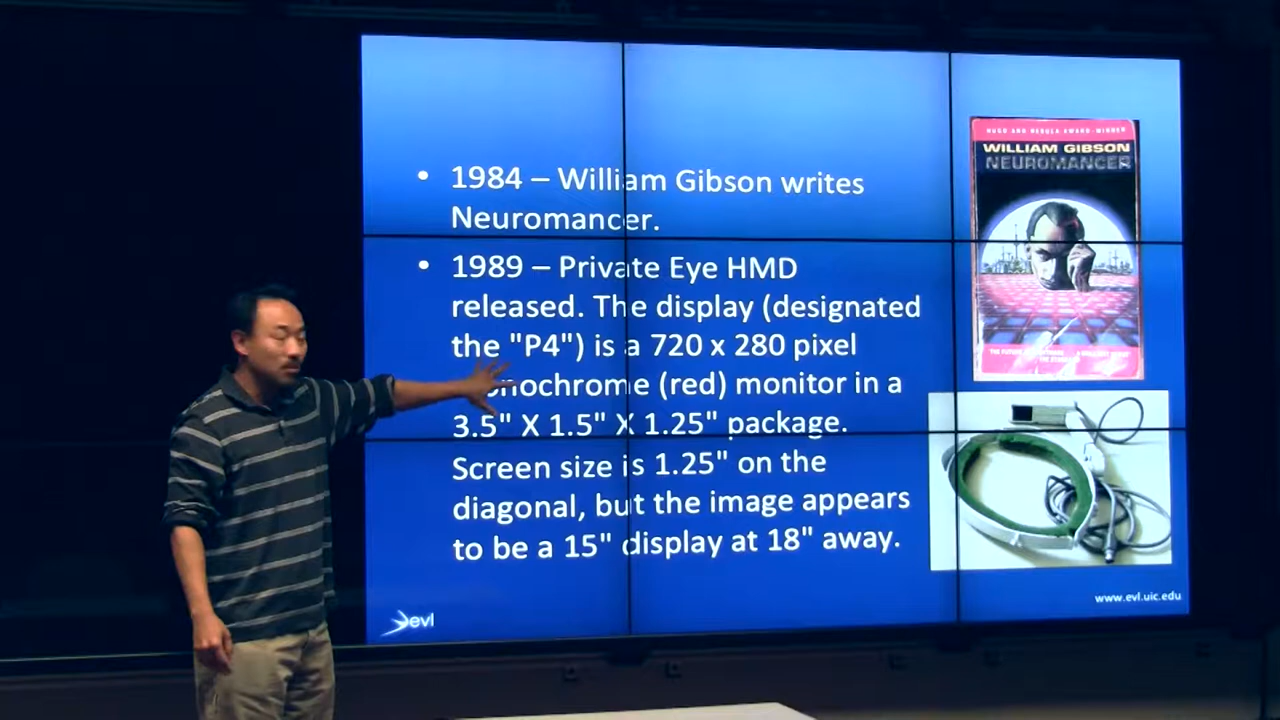 • 1984 – William Gibson writes
Neuromancer.
• 1989 – Private Eye HMD
released. The display (designated
the "P4") is a 720 x 280 pixel
monochrome (red) monitor in a
3.5" X 1.5" X 1.25" package.
Screen size is 1.25" on the
diagonal, but the image appears
to be a 15" display at 18" away.
HUGO AND NEBULA AWARD-WINNER
WILLIAM GIBSON
NEUROMANCER
THE FUTURE
www.evl.uic.edu
evl